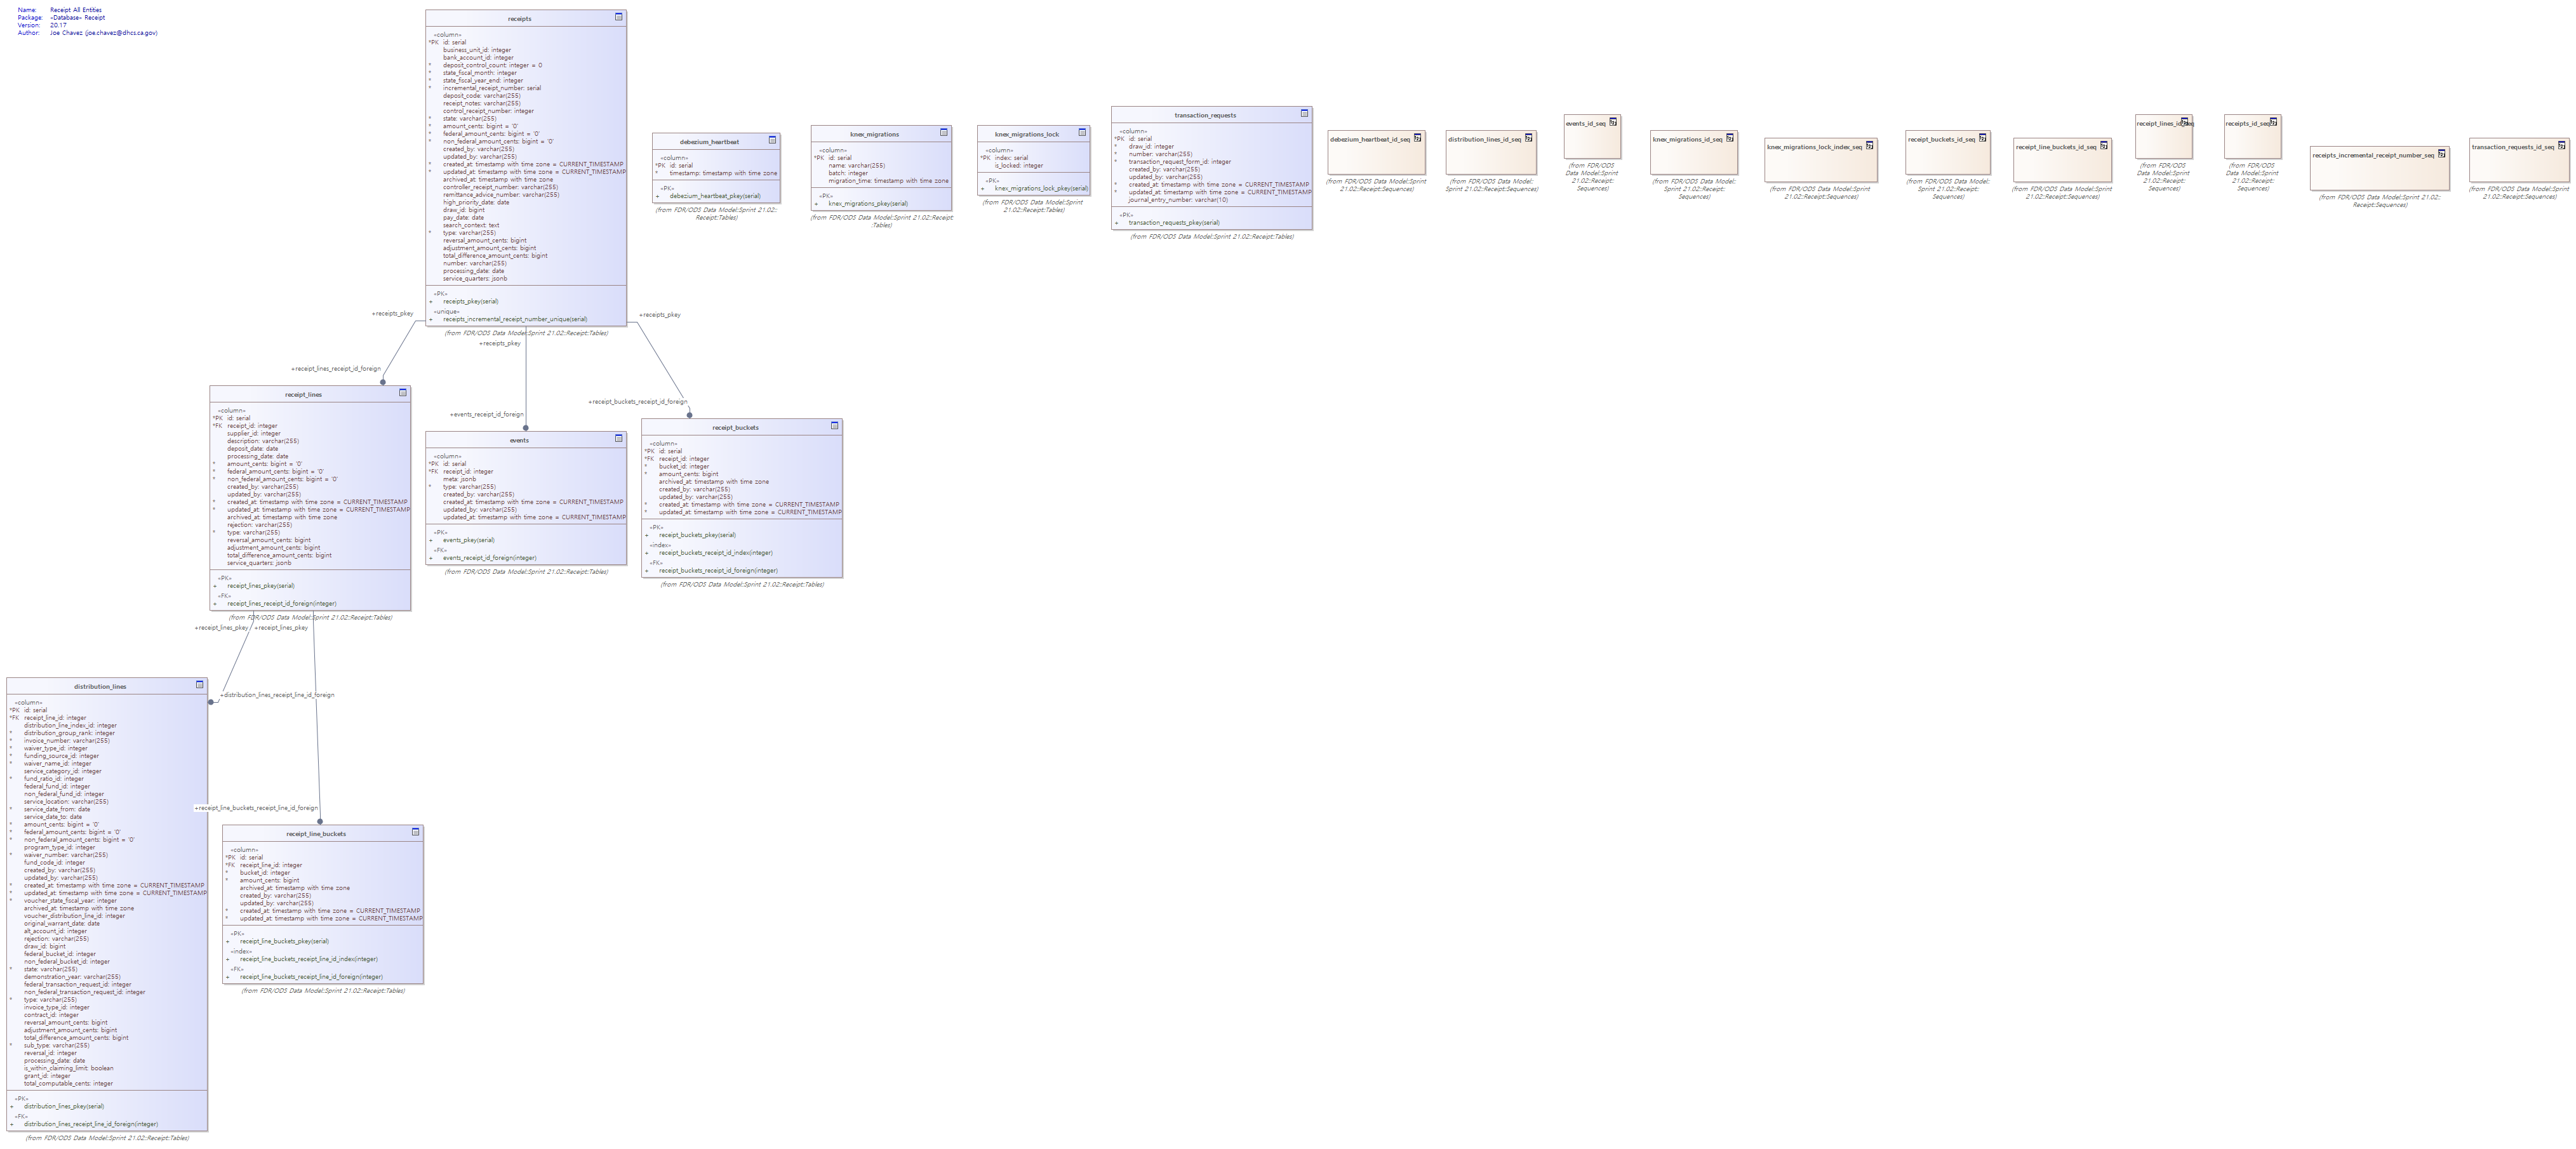 Name: Receipt All Entities
Package: «Database» Receipt
Version: 20.17
Author: Joe Chavez (joe.chavez@dhcs.ca.gov)
receipts
«column»
*PK id: serial
business_unit_id: integer
bank_account_id: integer
* deposit_control_count: integer = 0
* state_fiscal_month: integer
* state_fiscal_year_end: integer
* incremental_receipt_number: serial
deposit_code: varchar(255)
receipt_notes: varchar(255)
control_receipt_number: integer
* state: varchar(255)
* amount_cents: bigint = '0'
* federal_amount_cents: bigint = '0'
* non_federal_amount_cents: bigint = '0'
created_by: varchar(255)
updated_by: varchar(255)
* created_at: timestamp with time zone = CURRENT_TIMESTAMP
* updated_at: timestamp with time zone = CURRENT_TIMESTAMP
archived_at: timestamp with time zone
controller_receipt_number: varchar(255)
remittance_advice_number: varchar(255)
high_priority_date: date
draw_id: bigint
pay_date: date
search_context: text
* type: varchar(255)
reversal_amount_cents: bigint
adjustment_amount_cents: bigint
total_difference_amount_cents: bigint
number: varchar(255)
processing_date: date
service_quarters: jsonb
«PK»
+ receipts_pkey(serial)
«unique»
+ receipts_incremental_receipt_number_unique(serial)
(from FDR/ODS Data Model:Sprint 21.02::Receipt:Tables)
debezium_heartbeat
«column»
*PK id: serial
* timestamp: timestamp with time zone
«PK»
+ debezium_heartbeat_pkey(serial)
(from FDR/ODS Data Model:Sprint 21.02::
Receipt:Tables)
knex_migrations
«column»
*PK id: serial
name: varchar(255)
batch: integer
migration_time: timestamp with time zone
«PK»
+ knex_migrations_pkey(serial)
(from FDR/ODS Data Model:Sprint 21.02::Receipt
:Tables)
knex_migrations_lock
«column»
*PK index: serial
is_locked: integer
«PK»
+ knex_migrations_lock_pkey(serial)
(from FDR/ODS Data Model:Sprint
21.02::Receipt:Tables)
transaction_requests
«column»
*PK id: serial
* draw_id: integer
* number: varchar(255)
* transaction_request_form_id: integer
created_by: varchar(255)
updated_by: varchar(255)
* created_at: timestamp with time zone = CURRENT_TIMESTAMP
* updated_at: timestamp with time zone = CURRENT_TIMESTAMP
journal_entry_number: varchar(10)
«PK»
+ transaction_requests_pkey(serial)
(from FDR/ODS Data Model:Sprint 21.02::Receipt:Tables)
debezium_heartbeat_id_seq
(from FDR/ODS Data Model:Sprint
21.02::Receipt:Sequences)
distribution_lines_id_seq
(from FDR/ODS Data Model:
Sprint 21.02::Receipt:Sequences)
events_id_seq
(from FDR/ODS
Data Model:Sprint
21.02::Receipt:
Sequences)
knex_migrations_id_seq
(from FDR/ODS Data Model:
Sprint 21.02::Receipt:
Sequences)
knex_migrations_lock_index_seq
(from FDR/ODS Data Model:Sprint
21.02::Receipt:Sequences)
receipt_buckets_id_seq
(from FDR/ODS Data Model:
Sprint 21.02::Receipt:
Sequences)
receipt_line_buckets_id_seq
(from FDR/ODS Data Model:Sprint
21.02::Receipt:Sequences)
receipt_lines_id_seq
(from FDR/ODS
Data Model:Sprint
21.02::Receipt:
Sequences)
receipts_id_seq
(from FDR/ODS
Data Model:Sprint
21.02::Receipt:
Sequences)
receipts_incremental_receipt_number_seq
(from FDR/ODS Data Model:Sprint 21.02::
Receipt:Sequences)
transaction_requests_id_seq
(from FDR/ODS Data Model:Sprint
21.02::Receipt:Sequences)
+receipts_pkey
+receipts_pkey
+receipts_pkey
+receipt_lines_receipt_id_foreign
+events_receipt_id_foreign
+receipt_buckets_receipt_id_foreign
receipt_lines
«column»
*PK id: serial
*FK receipt_id: integer
supplier_id: integer
description: varchar(255)
deposit_date: date
processing_date: date
* amount_cents: bigint = '0'
* federal_amount_cents: bigint = '0'
* non_federal_amount_cents: bigint = '0'
created_by: varchar(255)
updated_by: varchar(255)
* created_at: timestamp with time zone = CURRENT_TIMESTAMP
* updated_at: timestamp with time zone = CURRENT_TIMESTAMP
archived_at: timestamp with time zone
rejection: varchar(255)
* type: varchar(255)
reversal_amount_cents: bigint
adjustment_amount_cents: bigint
total_difference_amount_cents: bigint
service_quarters: jsonb
«PK»
+ receipt_lines_pkey(serial)
«FK»
+ receipt_lines_receipt_id_foreign(integer)
(from FDR/ODS Data Model:Sprint 21.02::Receipt:Tables)
events
«column»
*PK id: serial
*FK receipt_id: integer
meta: jsonb
* type: varchar(255)
created_by: varchar(255)
created_at: timestamp with time zone = CURRENT_TIMESTAMP
updated_by: varchar(255)
updated_at: timestamp with time zone = CURRENT_TIMESTAMP
«PK»
+ events_pkey(serial)
«FK»
+ events_receipt_id_foreign(integer)
(from FDR/ODS Data Model:Sprint 21.02::Receipt:Tables)
receipt_buckets
«column»
*PK id: serial
*FK receipt_id: integer
* bucket_id: integer
* amount_cents: bigint
archived_at: timestamp with time zone
created_by: varchar(255)
updated_by: varchar(255)
* created_at: timestamp with time zone = CURRENT_TIMESTAMP
* updated_at: timestamp with time zone = CURRENT_TIMESTAMP
«PK»
+ receipt_buckets_pkey(serial)
«index»
+ receipt_buckets_receipt_id_index(integer)
«FK»
+ receipt_buckets_receipt_id_foreign(integer)
(from FDR/ODS Data Model:Sprint 21.02::Receipt:Tables)
+receipt_lines_pkey
+receipt_lines_pkey
+distribution_lines_receipt_line_id_foreign
+receipt_line_buckets_receipt_line_id_foreign
distribution_lines
«column»
*PK id: serial
*FK receipt_line_id: integer
distribution_line_index_id: integer
* distribution_group_rank: integer
* invoice_number: varchar(255)
* waiver_type_id: integer
* funding_source_id: integer
* waiver_name_id: integer
service_category_id: integer
* fund_ratio_id: integer
federal_fund_id: integer
non_federal_fund_id: integer
service_location: varchar(255)
* service_date_from: date
service_date_to: date
* amount_cents: bigint = '0'
* federal_amount_cents: bigint = '0'
* non_federal_amount_cents: bigint = '0'
program_type_id: integer
* waiver_number: varchar(255)
fund_code_id: integer
created_by: varchar(255)
updated_by: varchar(255)
* created_at: timestamp with time zone = CURRENT_TIMESTAMP
* updated_at: timestamp with time zone = CURRENT_TIMESTAMP
* voucher_state_fiscal_year: integer
archived_at: timestamp with time zone
voucher_distribution_line_id: integer
original_warrant_date: date
alt_account_id: integer
rejection: varchar(255)
draw_id: bigint
federal_bucket_id: integer
non_federal_bucket_id: integer
* state: varchar(255)
demonstration_year: varchar(255)
federal_transaction_request_id: integer
non_federal_transaction_request_id: integer
* type: varchar(255)
invoice_type_id: integer
contract_id: integer
reversal_amount_cents: bigint
adjustment_amount_cents: bigint
total_difference_amount_cents: bigint
* sub_type: varchar(255)
reversal_id: integer
processing_date: date
is_within_claiming_limit: boolean
grant_id: integer
total_computable_cents: integer
«PK»
+ distribution_lines_pkey(serial)
«FK»
+ distribution_lines_receipt_line_id_foreign(integer)
(from FDR/ODS Data Model:Sprint 21.02::Receipt:Tables)
receipt_line_buckets
«column»
*PK id: serial
*FK receipt_line_id: integer
* bucket_id: integer
* amount_cents: bigint
archived_at: timestamp with time zone
created_by: varchar(255)
updated_by: varchar(255)
* created_at: timestamp with time zone = CURRENT_TIMESTAMP
* updated_at: timestamp with time zone = CURRENT_TIMESTAMP
«PK»
+ receipt_line_buckets_pkey(serial)
«index»
+ receipt_line_buckets_receipt_line_id_index(integer)
«FK»
+ receipt_line_buckets_receipt_line_id_foreign(integer)
(from FDR/ODS Data Model:Sprint 21.02::Receipt:Tables)